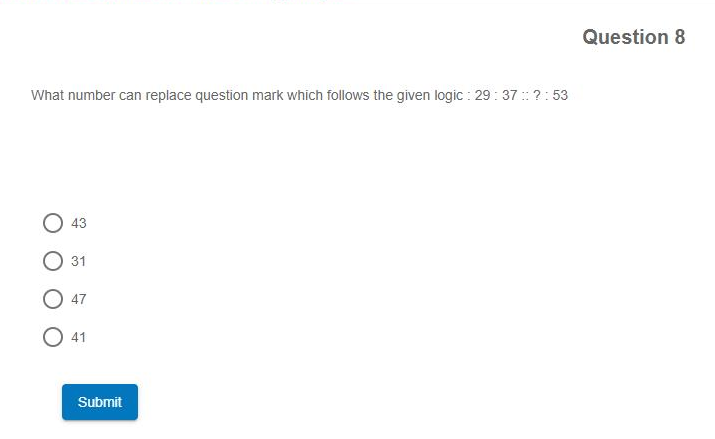 Question 8
What number can replace question mark which follows the given logic : 29 : 37 :: ? : 53
43
31
47
41
Submit